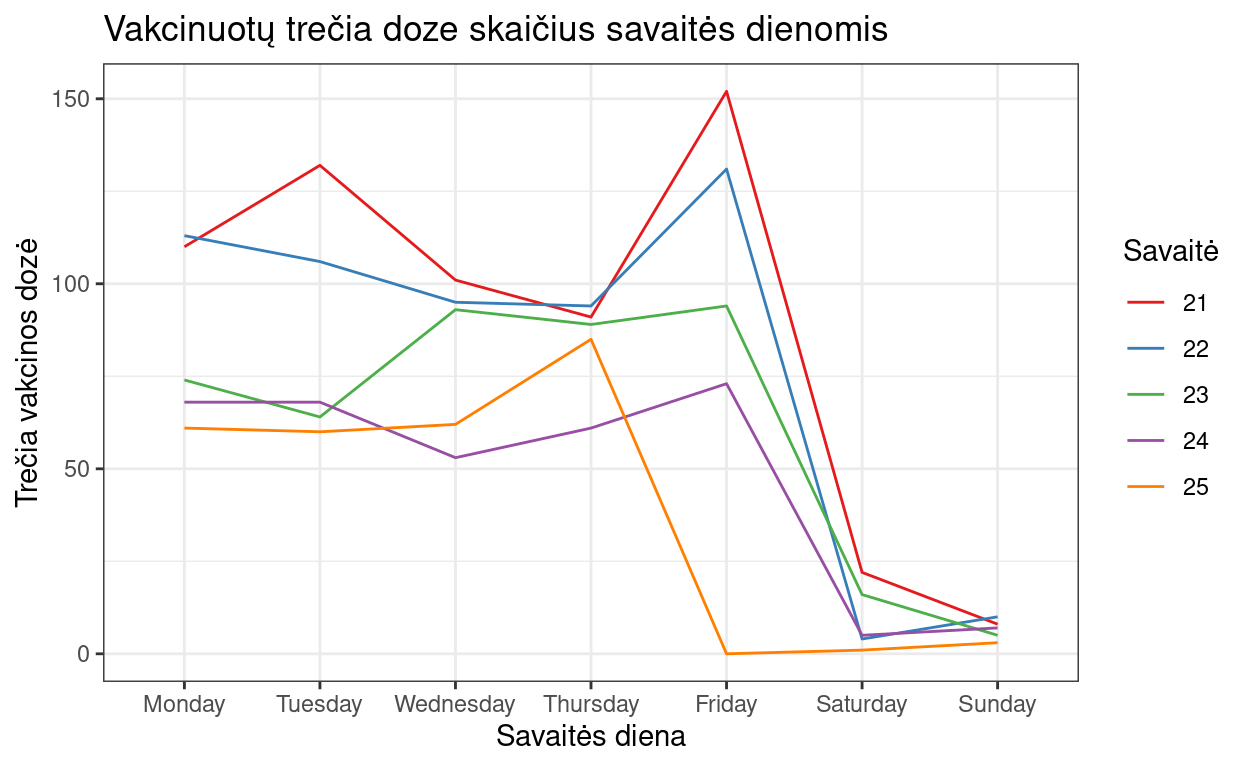 Vakcinuotų trečia doze skaičius savaitės dienomis
Trečia vakcinos dozė
150
100
50
0
Monday Tuesday Wednesday Thursday Friday Saturday Sunday
Savaitės diena
Savaitė
21
22
23
24
25